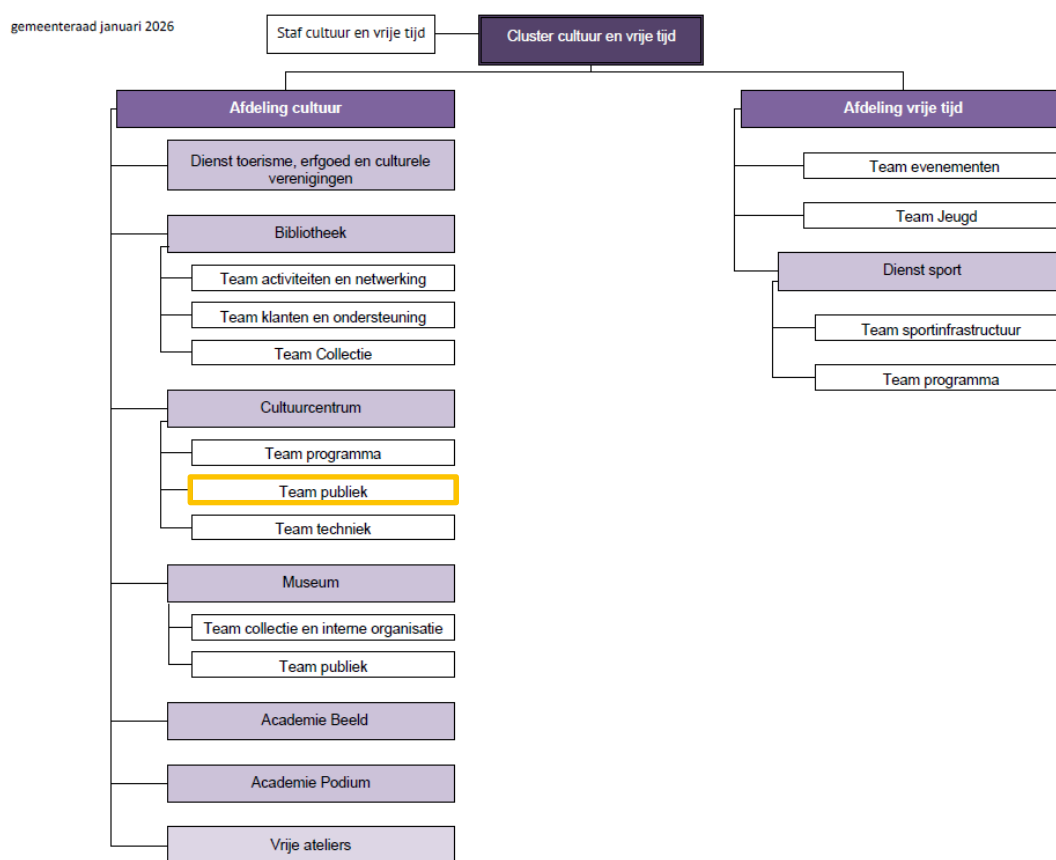 gemeenteraad januari 2026
Staf cultuur en vrije tijd
Cluster cultuur en vrije tijd
Afdeling cultuur
Dienst toerisme, erfgoed en culturele
verenigingen
Bibliotheek
Team activiteiten en netwerking
Team klanten en ondersteuning
Team Collectie
Cultuurcentrum
Team programma
Team publiek
Team techniek
Museum
Team collectie en interne organisatie
Team publiek
Academie Beeld
Academie Podium
Vrije ateliers
Afdeling vrije tijd
Team evenementen
Team Jeugd
Dienst sport
Team sportinfrastructuur
Team programma